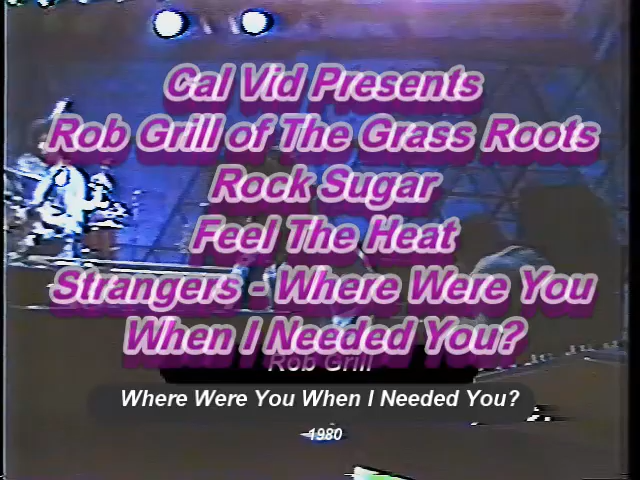 Cal Vid Presents
Rob Grill of The Grass Roots
Rock Sugar
Feel The Heat
Strangers - Where Were You
When I Needed You?
Rob Grill
Where Were You When I Needed You?
1980